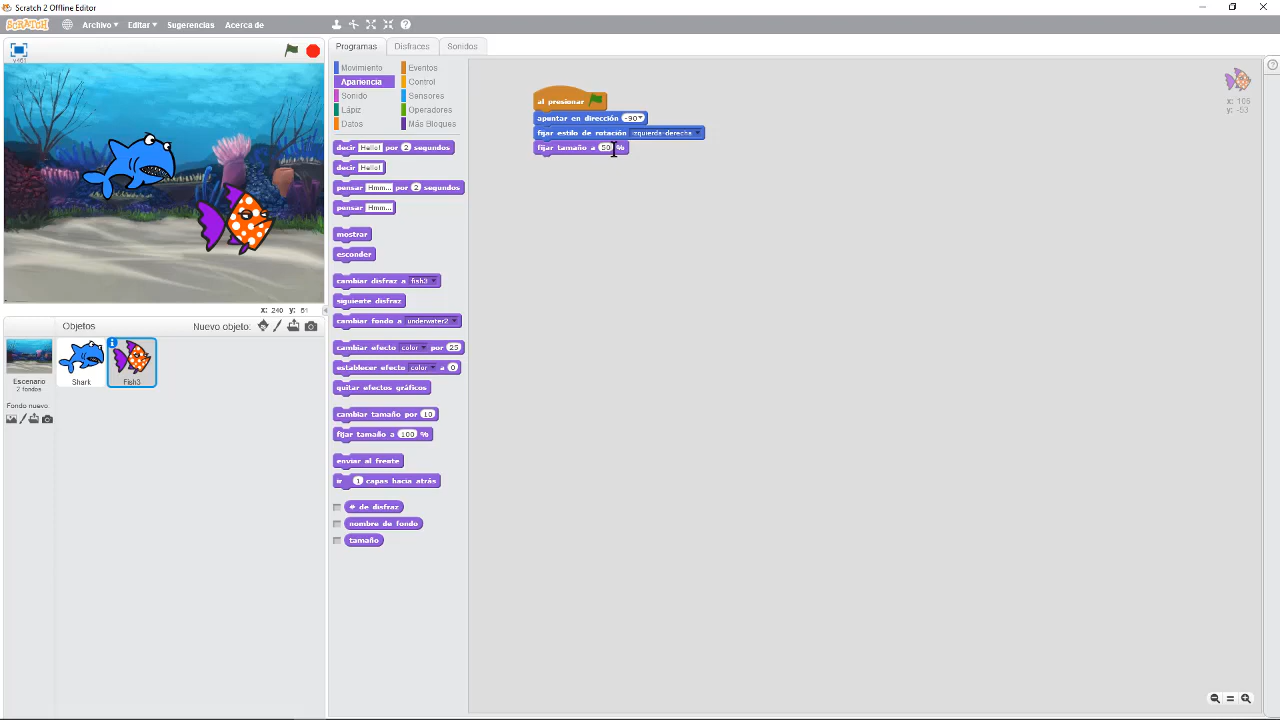 Scratch 2 Offline Editor
SCRATCH Archivo Editar Sugerencias Acerca de
v461
Programas Disfraces Sonidos
Movimiento Eventos
Apariencia Control
Sonido Sensores
Lápiz Operadores
Datos Más Bloques
decir Hello! por 2 segundos
decir Hello!
pensar Hmm... por 2 segundos
pensar Hmm...
mostrar
esconder
cambiar disfraz a fish3
siguiente disfraz
cambiar fondo a underwater2
cambiar efecto color por 25
establecer efecto color a 0
quitar efectos gráficos
cambiar tamaño por 10
fijar tamaño a 100 %
enviar al frente
ir 1 capas hacia atrás
# de disfraz
nombre de fondo
tamaño
al presionar
apuntar en dirección -90
fijar estilo de rotación izquierda-derecha
fijar tamaño a 50 %
x: 105
y: -53
x: 240 y: 51
Objetos Nuevo objeto:
Escenario
2 fondos
Shark
Fish3
Fondo nuevo: